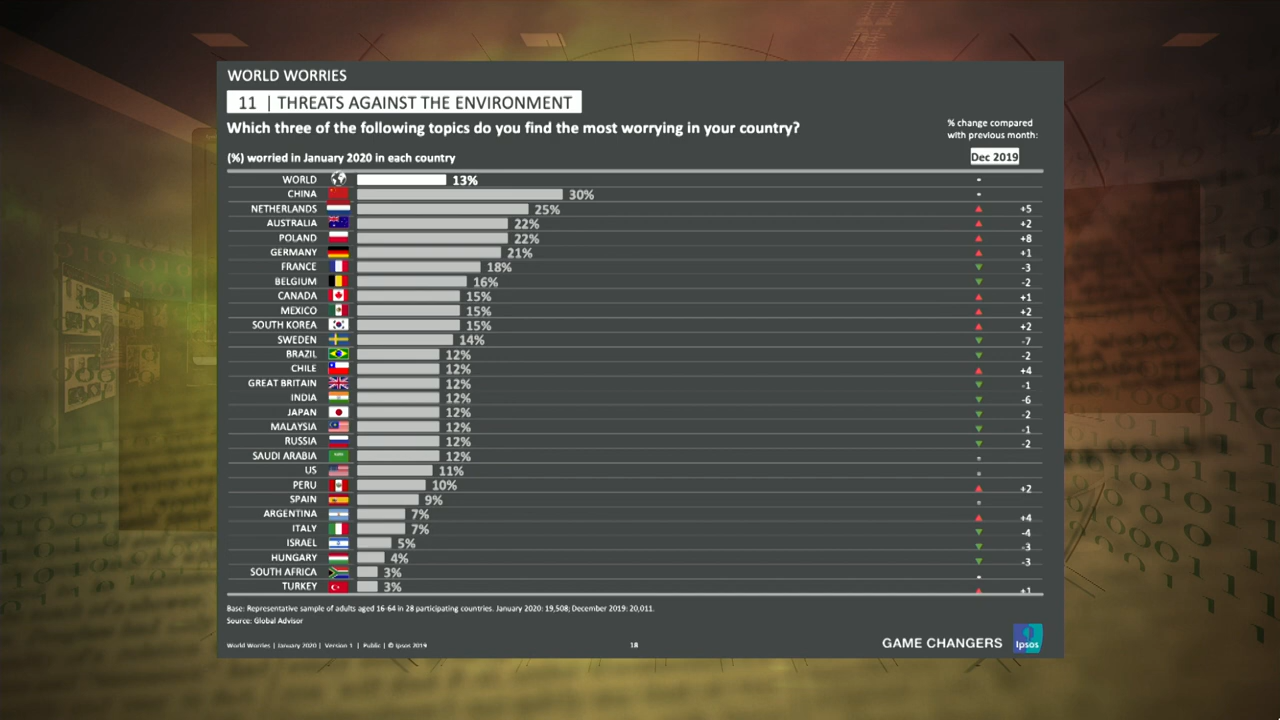 WORLD WORRIES
11 | THREATS AGAINST THE ENVIRONMENT
Which three of the following topics do you find the most worrying in your country?
% change compared
with previous month:
(%) worried in January 2020 in each country
Dec 2019
WORLD 13% -
CHINA 30% -
NETHERLANDS 25% +5
AUSTRALIA 22% +2
POLAND 22% +8
GERMANY 21% +1
FRANCE 18% -3
BELGIUM 16% -2
CANADA 15% +1
MEXICO 15% +2
SOUTH KOREA 15% +2
SWEDEN 14% -7
BRAZIL 12% -2
CHILE 12% +4
GREAT BRITAIN 12% -1
INDIA 12% -6
JAPAN 12% -2
MALAYSIA 12% -1
RUSSIA 12% -2
SAUDI ARABIA 12% -
US 11% -
PERU 10% +2
SPAIN 9% -
ARGENTINA 7% +4
ITALY 7% -4
ISRAEL 5% -3
HUNGARY 4% -3
SOUTH AFRICA 3% -
TURKEY 3% +1
Base: Representative sample of adults aged 16-64 in 28 participating countries. January 2020: 19,508; December 2019: 20,011.
Source: Global Advisor
World Worries | January 2020 | Version 1 | Public | © Ipsos 2019
18
GAME CHANGERS
Ipsos